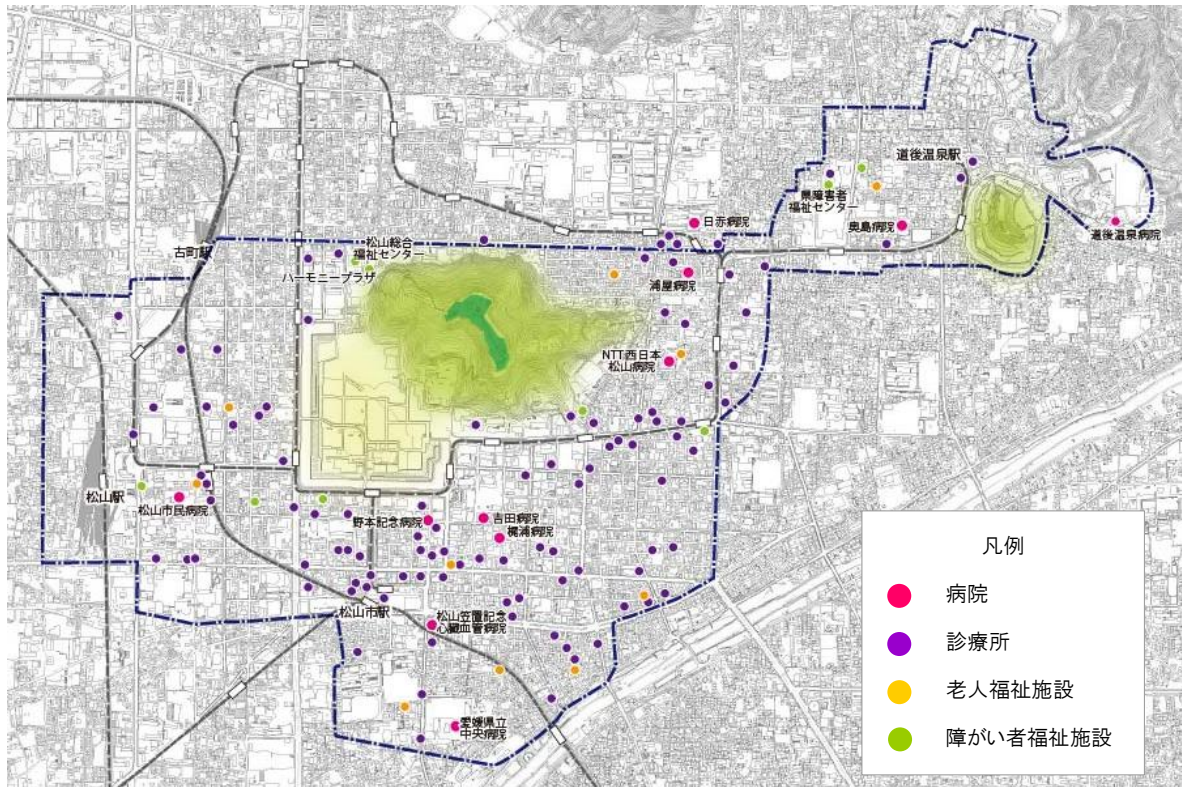 道後温泉駅
県障害者
福祉センター
日赤病院
奥島病院
道後温泉病院
松山総合
福祉センター
古町駅
ハーモニープラザ
浦屋病院
NTT西日本
松山病院
松山駅
松山市民病院
野本記念病院
吉田病院
梶浦病院
松山市駅
松山笠置記念
心臓血管病院
愛媛県立
中央病院
凡例
病院
診療所
老人福祉施設
障がい者福祉施設